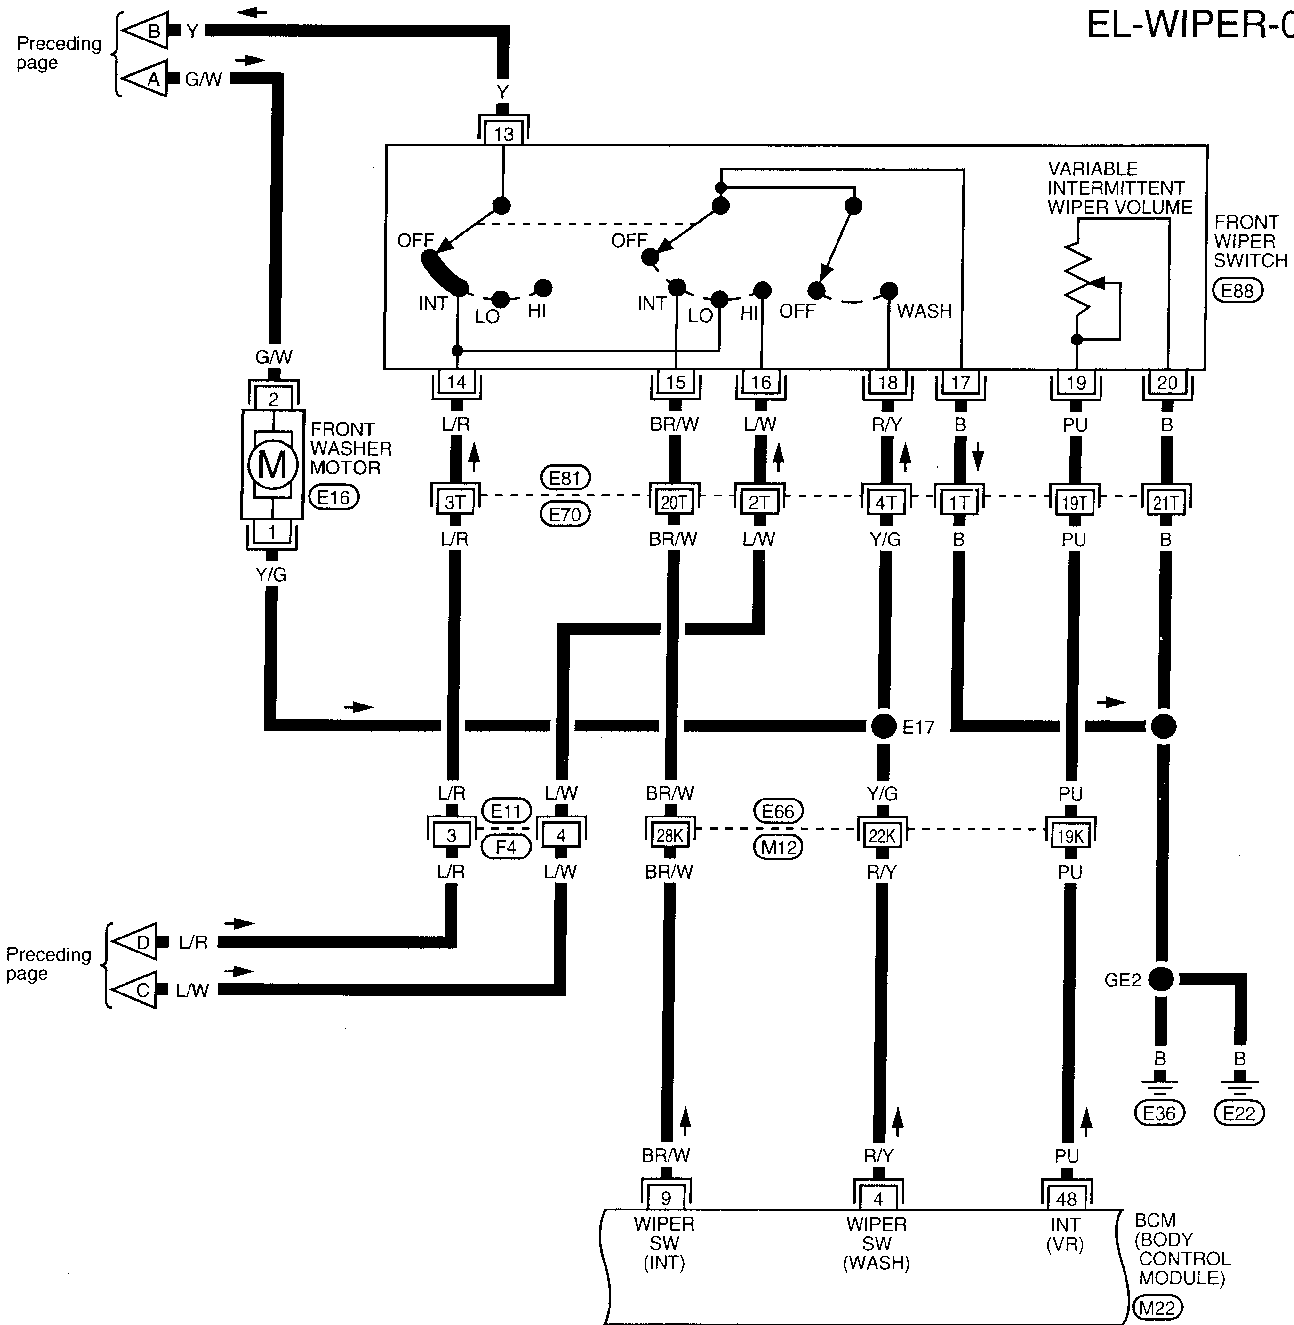 EL-WIPER-0
Preceding
page
B Y
A G/W
Y
13
VARIABLE
INTERMITTENT
WIPER VOLUME
FRONT
WIPER
SWITCH
E88
OFF
INT
LO
HI
OFF
INT
LO
HI
OFF
WASH
14 15 16 18 17 19 20
L/R BR/W L/W R/Y B PU B
G/W
2
FRONT
WASHER
MOTOR
E16
M
1
Y/G
E81
3T 20T 2T 4T 1T 19T 21T
E70
L/R BR/W L/W Y/G B PU B
E17
L/R L/W BR/W Y/G PU
E11 E66
3 4 28K 22K 19K
F4 M12
L/R L/W BR/W R/Y PU
Preceding
page
D L/R
C L/W
GE2
B B
E36 E22
BR/W R/Y PU
9 4 48
WIPER
SW
(INT)
WIPER
SW
(WASH)
INT
(VR)
BCM
(BODY
CONTROL
MODULE)
M22